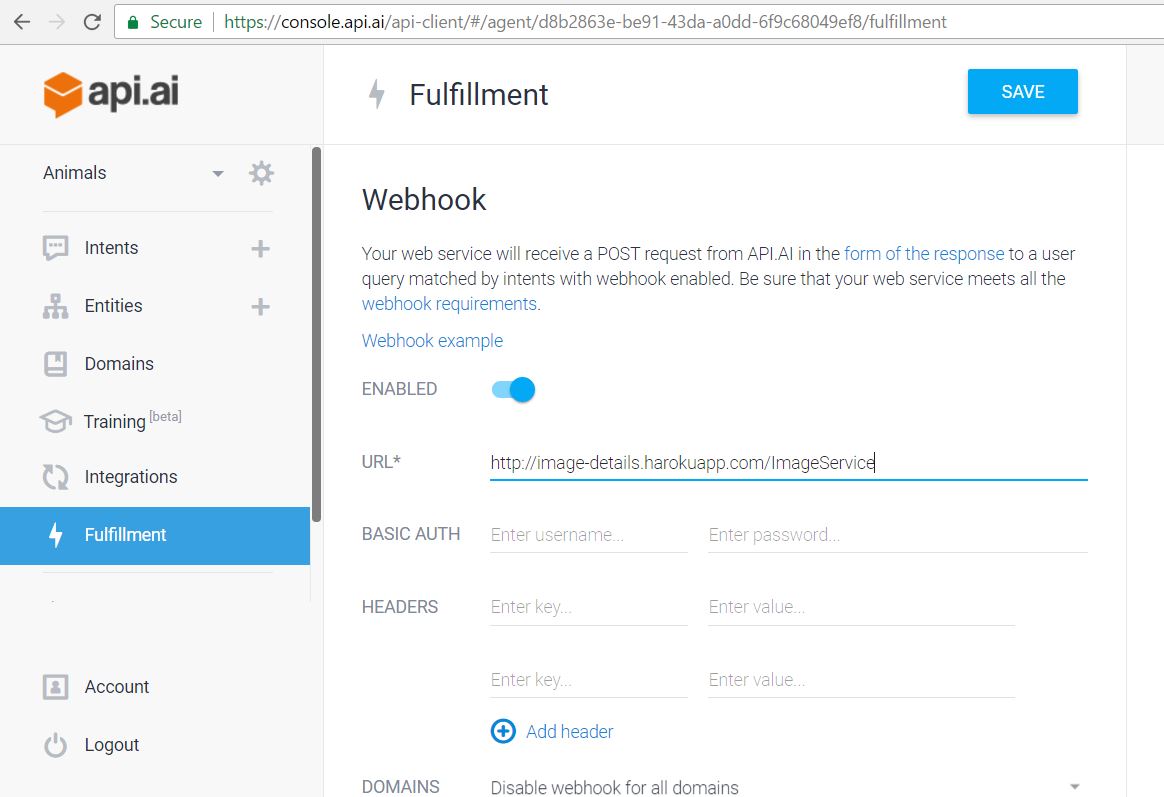 Secure https://console.api.ai/api-client/#/agent/d8b2863e-be91-43da-a0dd-6f9c68049ef8/fulfillment
api.ai
Fulfillment
SAVE
Animals
Intents
Entities
Domains
Training [beta]
Integrations
Fulfillment
Account
Logout
Webhook
Your web service will receive a POST request from API.AI in the form of the response to a user
query matched by intents with webhook enabled. Be sure that your web service meets all the
webhook requirements.
Webhook example
ENABLED
URL* http://image-details.harokuapp.com/ImageService
BASIC AUTH Enter username... Enter password...
HEADERS Enter key... Enter value...
Enter key... Enter value...
Add header
DOMAINS Disable webhook for all domains